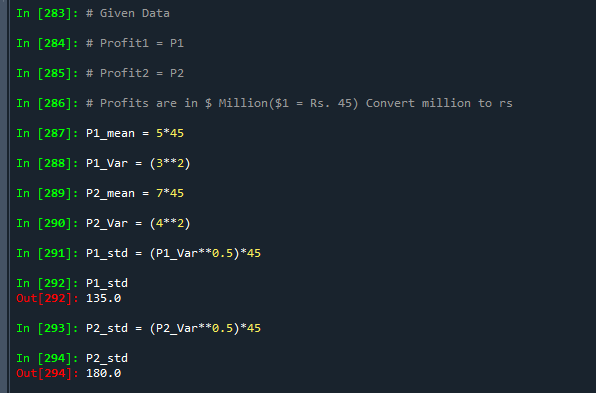 In [283]: # Given Data
In [284]: # Profit1 = P1
In [285]: # Profit2 = P2
In [286]: # Profits are in $ Million($1 = Rs. 45) Convert million to rs
In [287]: P1_mean = 5*45
In [288]: P1_Var = (3**2)
In [289]: P2_mean = 7*45
In [290]: P2_Var = (4**2)
In [291]: P1_std = (P1_Var**0.5)*45
In [292]: P1_std
Out[292]: 135.0
In [293]: P2_std = (P2_Var**0.5)*45
In [294]: P2_std
Out[294]: 180.0